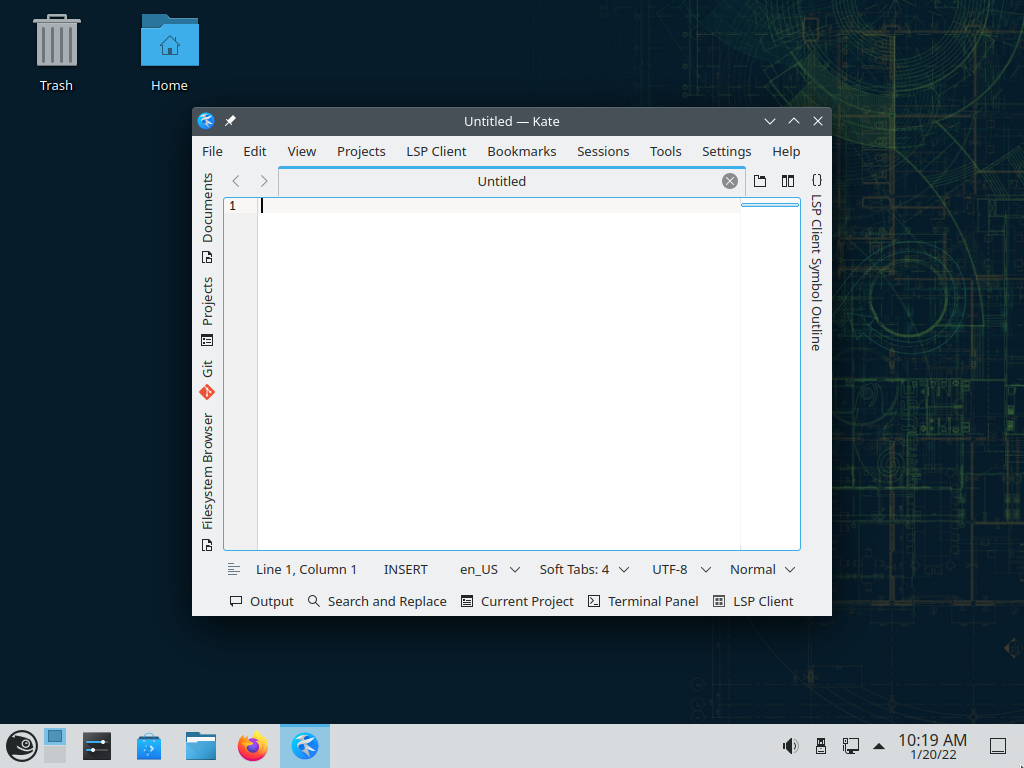 Trash
Home
Untitled — Kate
File Edit View Projects LSP Client Bookmarks Sessions Tools Settings Help
Untitled
Documents
Projects
Git
Filesystem Browser
1
{} LSP Client Symbol Outline
Line 1, Column 1 INSERT en_US Soft Tabs: 4 UTF-8 Normal
Output Search and Replace Current Project Terminal Panel LSP Client
10:19 AM
1/20/22